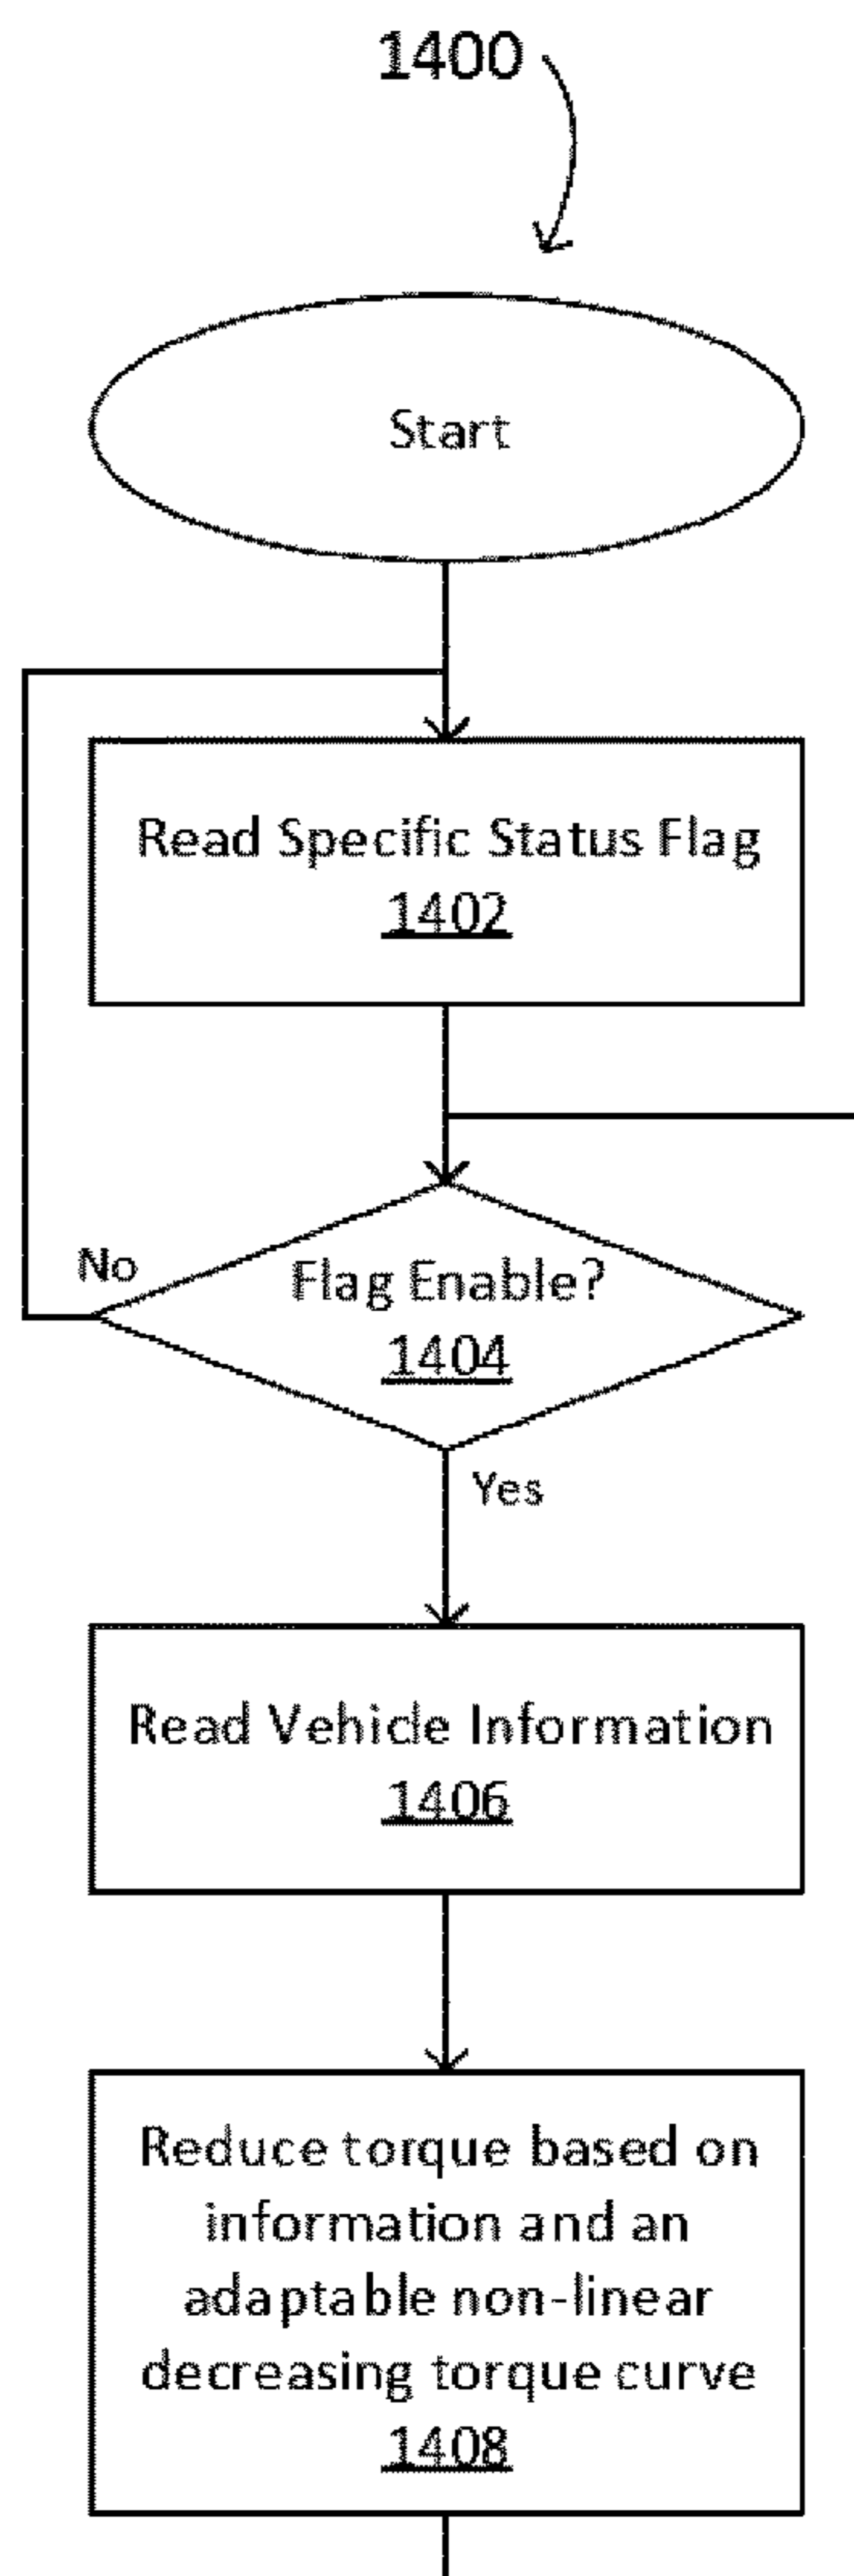 1400
Start
Read Specific Status Flag
1402
No
Flag Enable?
1404
Yes
Read Vehicle Information
1406
Reduce torque based on
information and an
adaptable non-linear
decreasing torque curve
1408